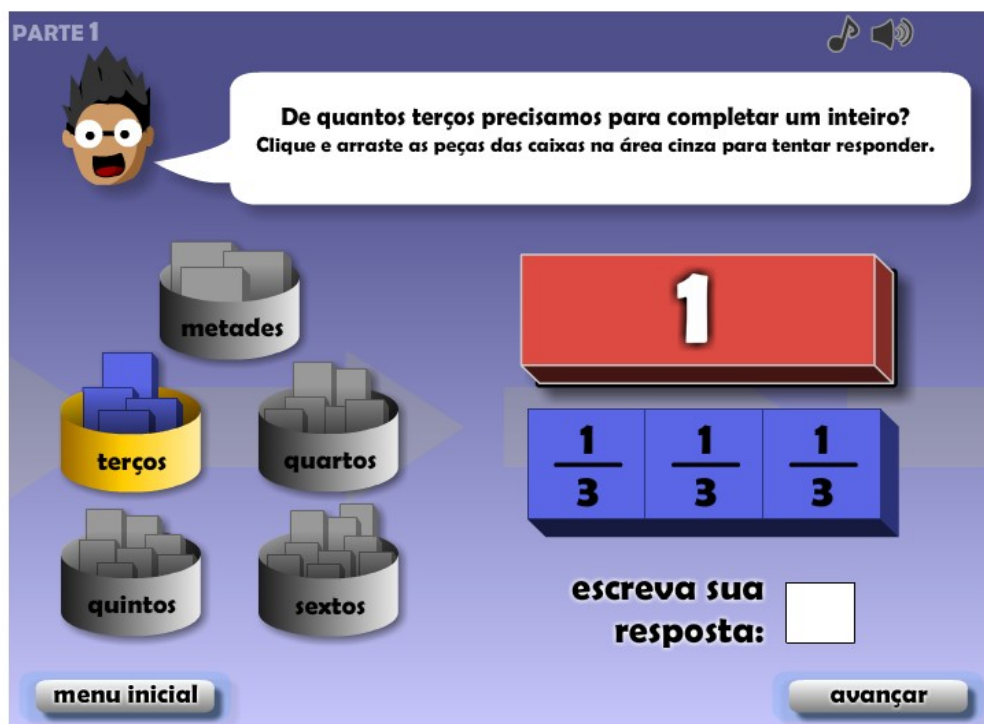 PARTE 1
De quantos terços precisamos para completar um inteiro?
Clique e arraste as peças das caixas na área cinza para tentar responder.
metades
terços
quartos
quintos
sextos
1
1 1 1
3 3 3
escreva sua
resposta:
menu inicial
avançar